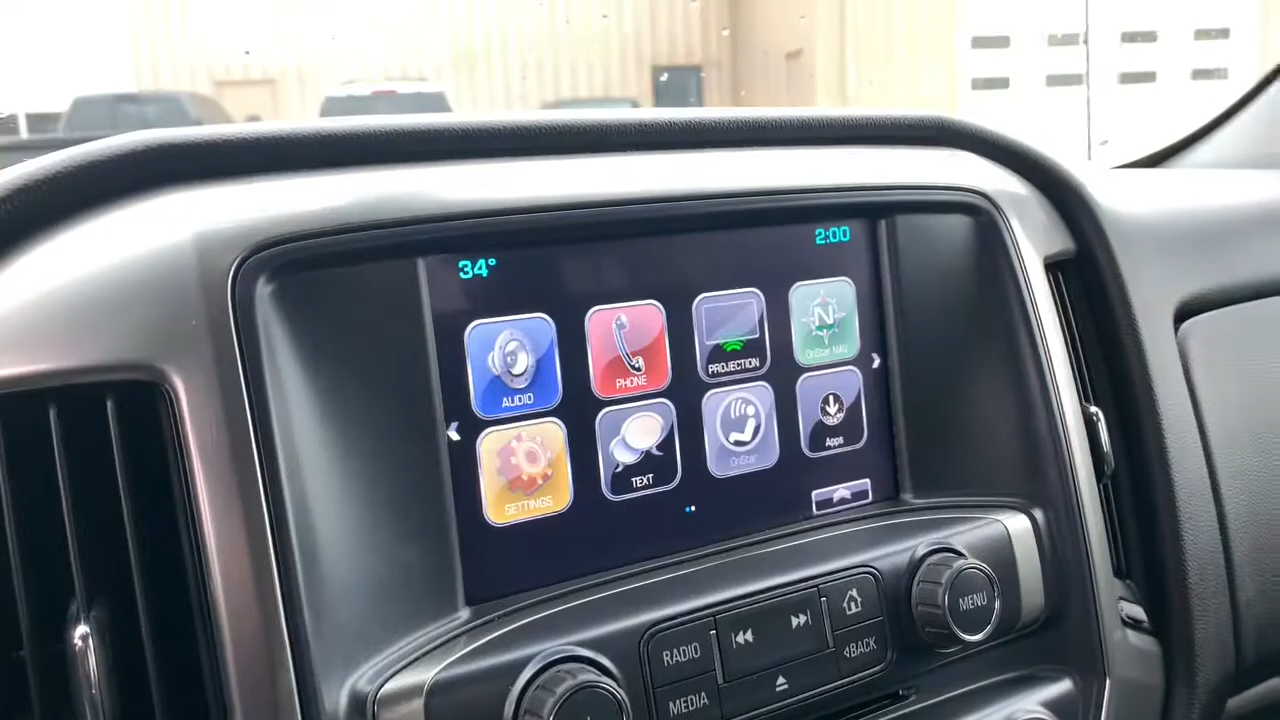 34° 2:00
AUDIO PHONE PROJECTION OnStar NAV
N
SETTINGS TEXT OnStar Apps
RADIO
MEDIA
BACK
MENU